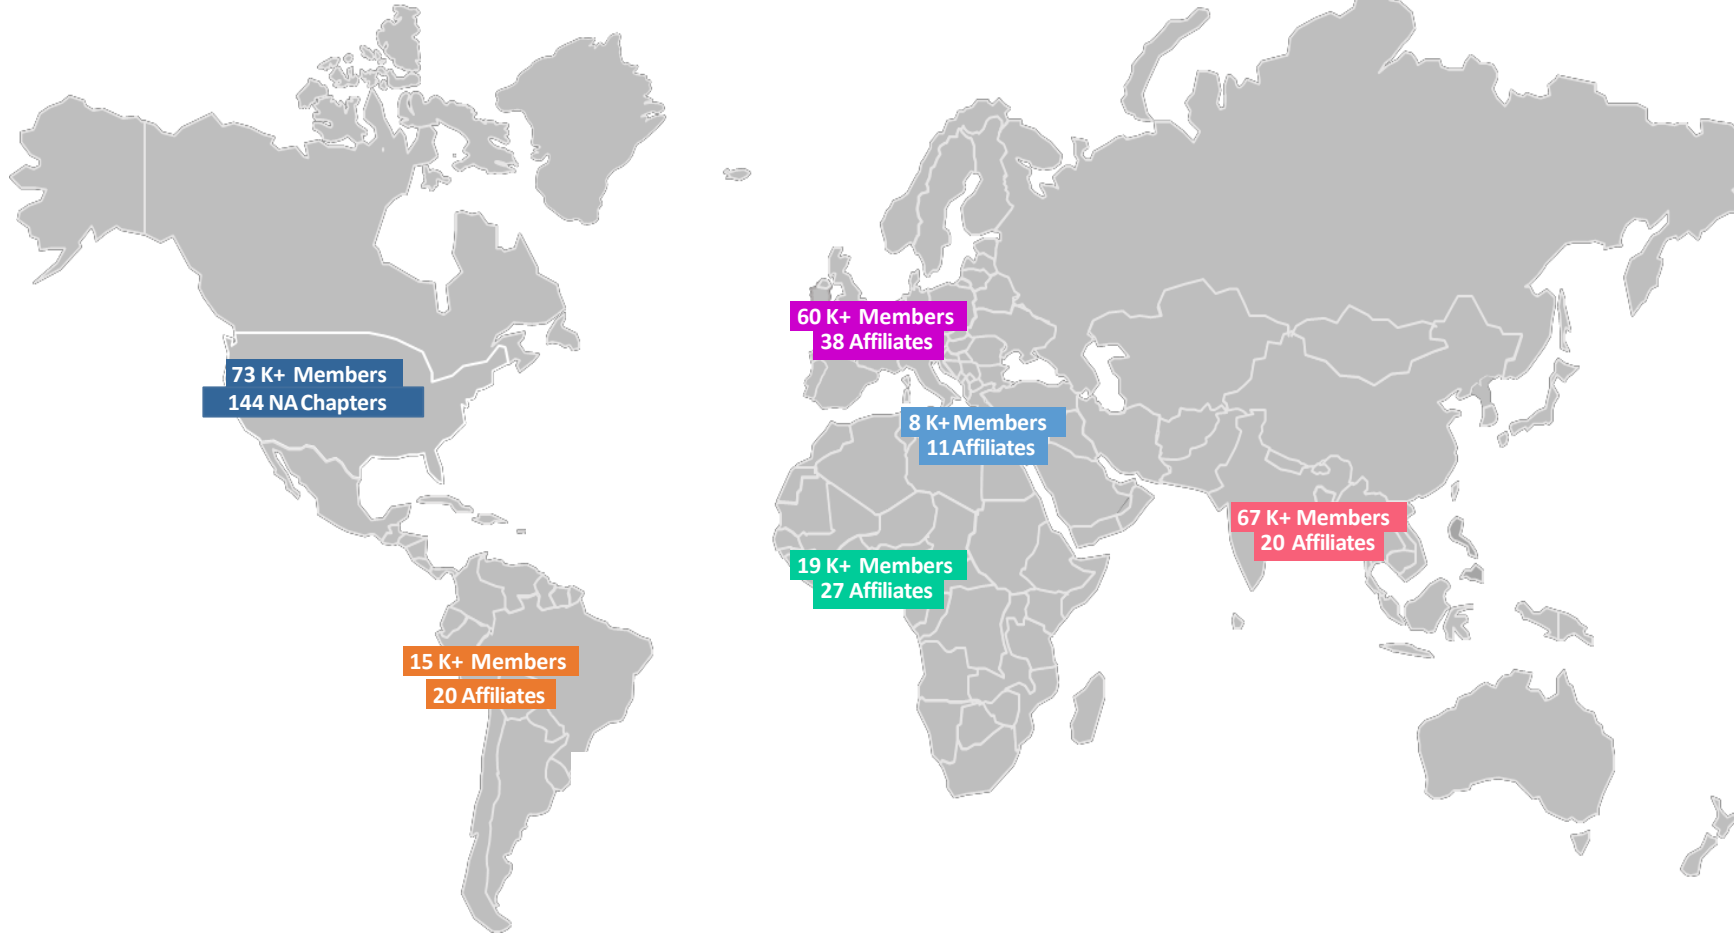 60 K+ Members
38 Affiliates
73 K+ Members
144 NA Chapters
8 K+ Members
11 Affiliates
67 K+ Members
20 Affiliates
19 K+ Members
27 Affiliates
15 K+ Members
20 Affiliates